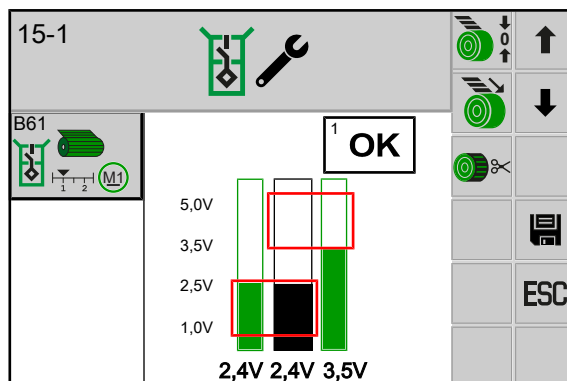 15-1
0
B61
1 2 M1
1 OK
5,0V
3,5V
2,5V
1,0V
ESC
2,4V 2,4V 3,5V